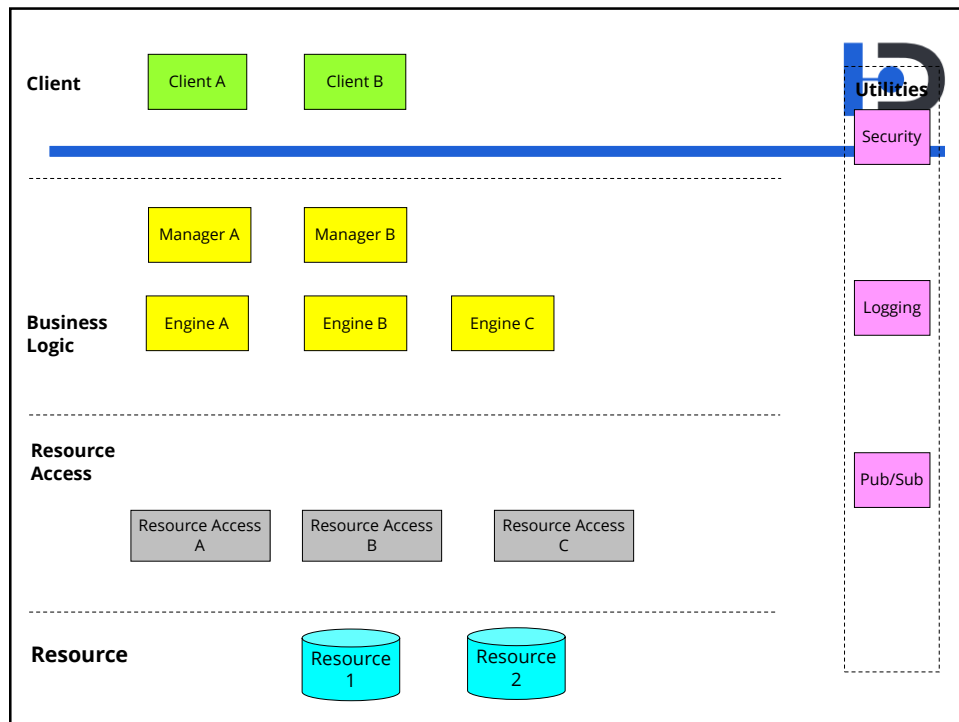 Client
Client A
Client B
Utilities
Security
Manager A
Manager B
Business
Logic
Engine A
Engine B
Engine C
Logging
Resource
Access
Pub/Sub
Resource Access
A
Resource Access
B
Resource Access
C
Resource
Resource
1
Resource
2